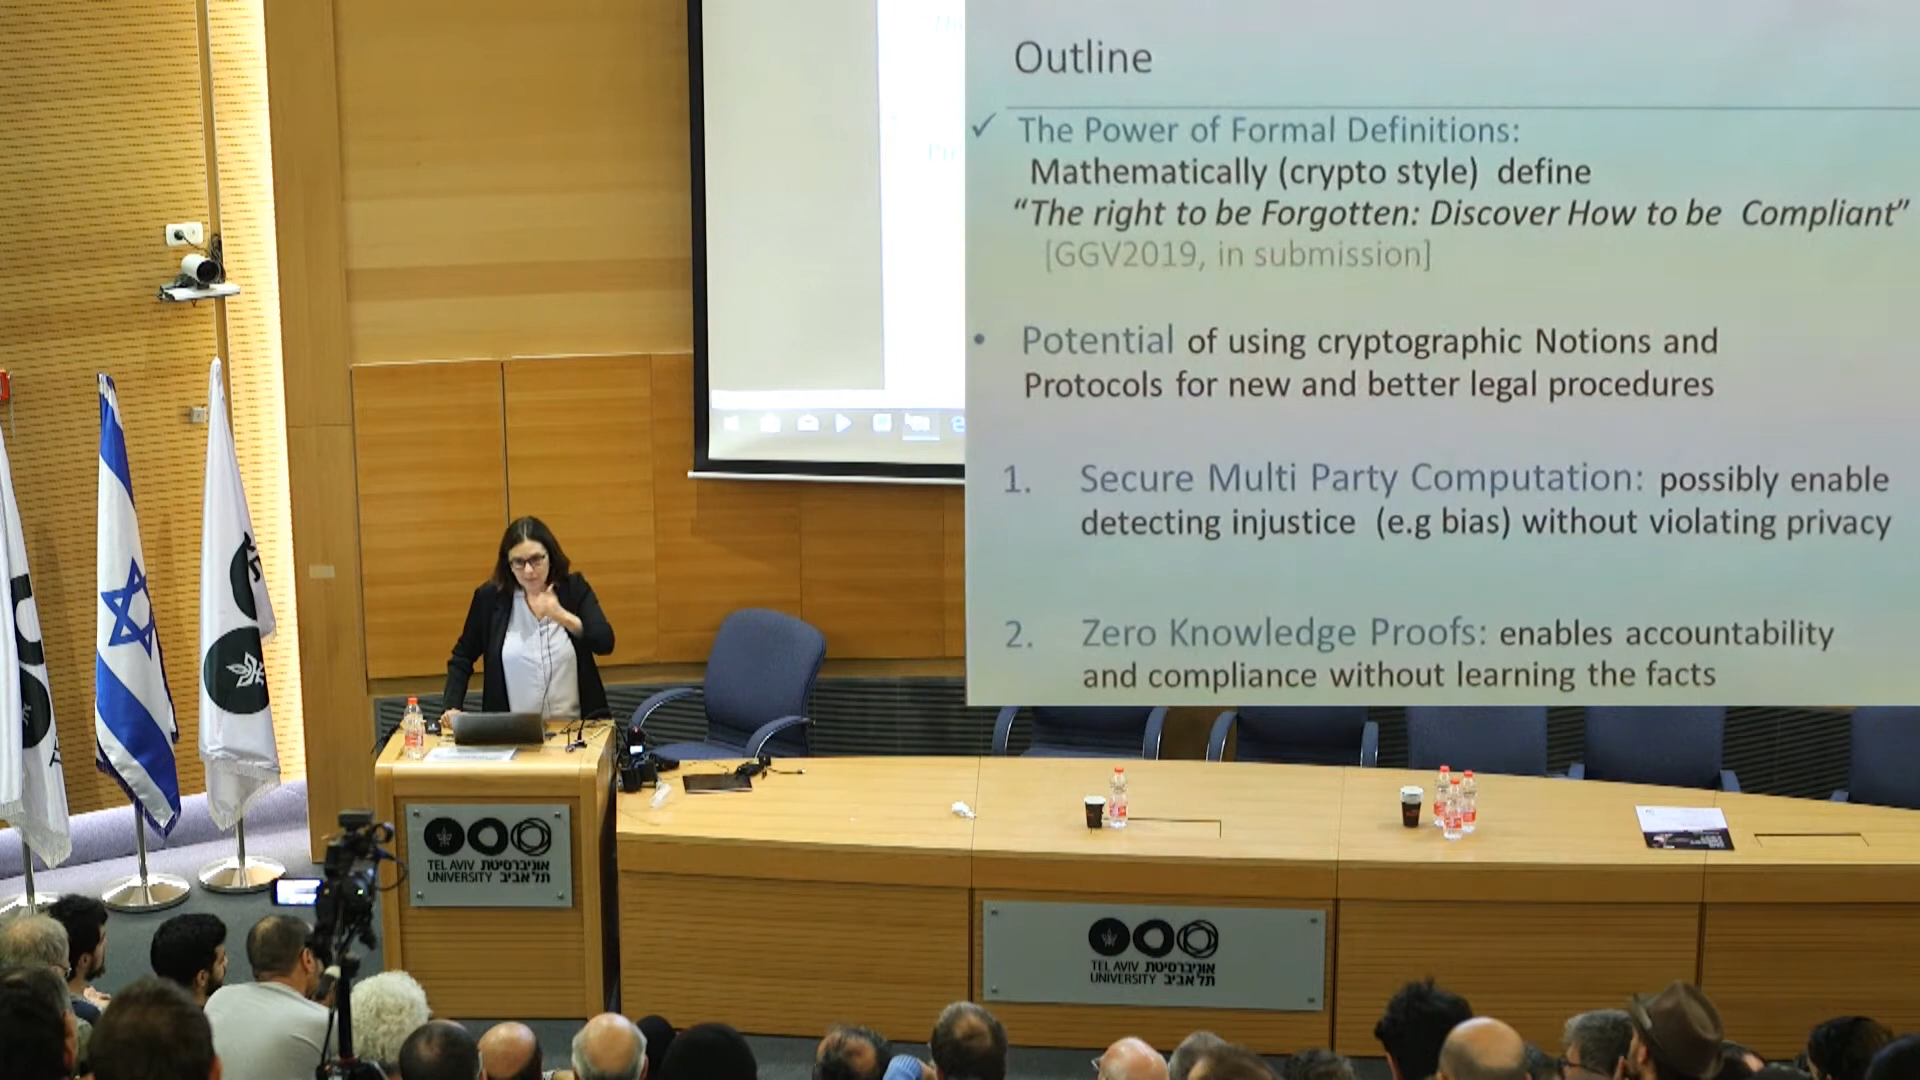 Outline
✓ The Power of Formal Definitions:
Mathematically (crypto style) define
“The right to be Forgotten: Discover How to be Compliant”
[GGV2019, in submission]
• Potential of using cryptographic Notions and
Protocols for new and better legal procedures
1. Secure Multi Party Computation: possibly enable
detecting injustice (e.g bias) without violating privacy
2. Zero Knowledge Proofs: enables accountability
and compliance without learning the facts
TEL AVIV אוניברסיטת
UNIVERSITY תל אביב
TEL AVIV אוניברסיטת
UNIVERSITY תל אביב